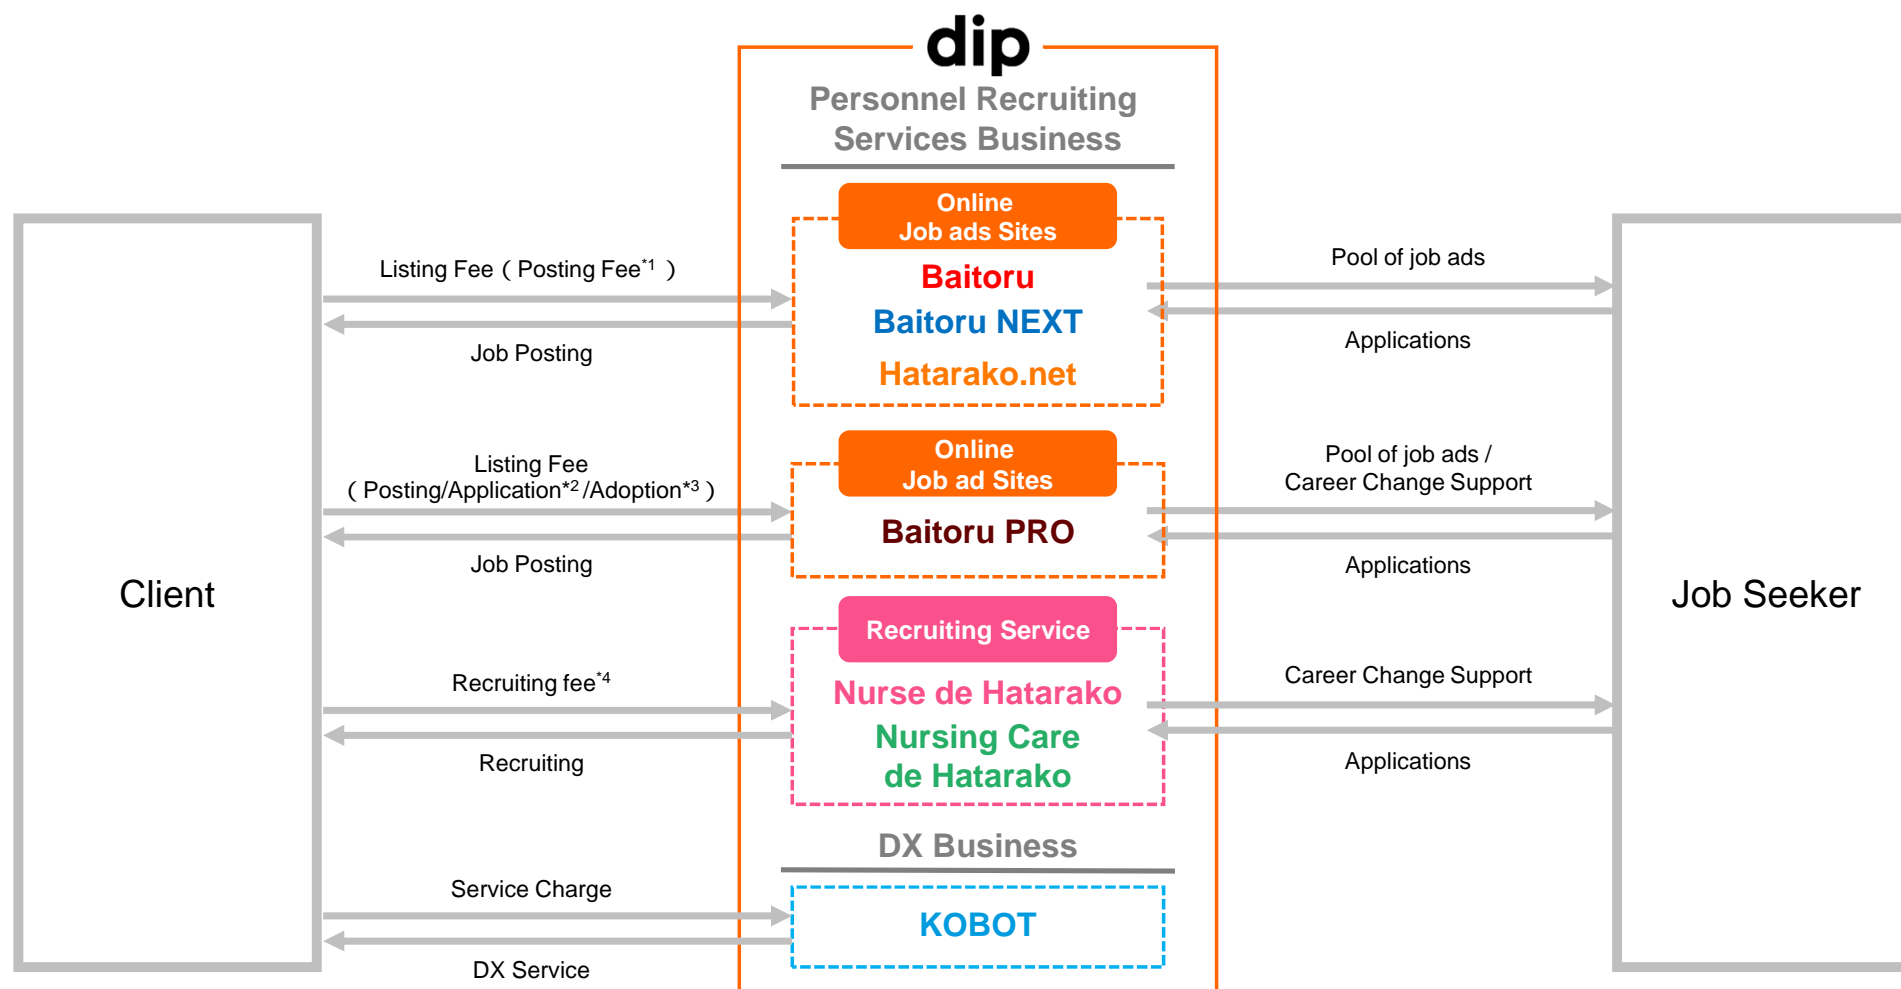 dip
Personnel Recruiting
Services Business
Online
Job ads Sites
Baitoru
Baitoru NEXT
Hatarako.net
Listing Fee ( Posting Fee*1 )
Job Posting
Pool of job ads
Applications
Online
Job ad Sites
Baitoru PRO
Listing Fee
( Posting/Application*2 /Adoption*3 )
Job Posting
Pool of job ads /
Career Change Support
Applications
Client
Job Seeker
Recruiting Service
Nurse de Hatarako
Nursing Care
de Hatarako
Recruiting fee*4
Recruiting
Career Change Support
Applications
DX Business
KOBOT
Service Charge
DX Service